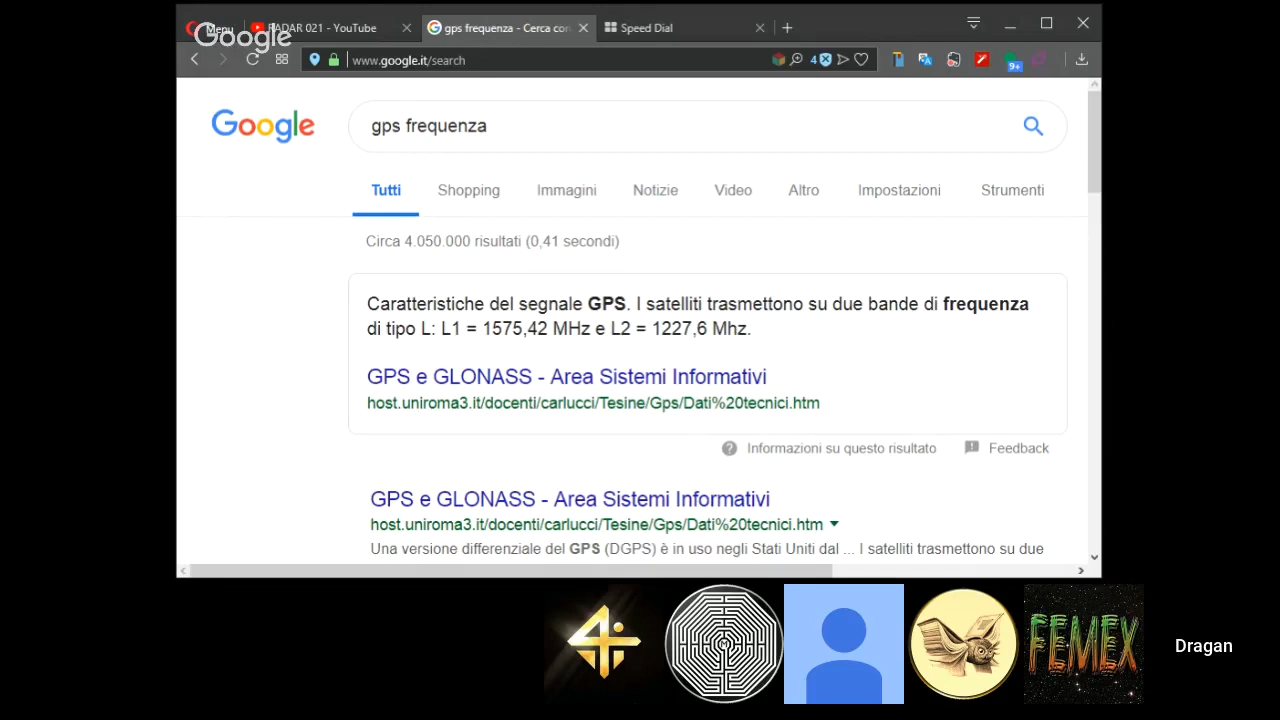 Menu
RADAR 021 - YouTube
gps frequenza - Cerca con
Speed Dial
Google
www.google.it/search
4
9+
Google
gps frequenza
Tutti
Shopping
Immagini
Notizie
Video
Altro
Impostazioni
Strumenti
Circa 4.050.000 risultati (0,41 secondi)
Caratteristiche del segnale GPS. I satelliti trasmettono su due bande di frequenza
di tipo L: L1 = 1575,42 MHz e L2 = 1227,6 Mhz.
GPS e GLONASS - Area Sistemi Informativi
host.uniroma3.it/docenti/carlucci/Tesine/Gps/Dati%20tecnici.htm
Informazioni su questo risultato
Feedback
GPS e GLONASS - Area Sistemi Informativi
host.uniroma3.it/docenti/carlucci/Tesine/Gps/Dati%20tecnici.htm
Una versione differenziale del GPS (DGPS) è in uso negli Stati Uniti dal ... I satelliti trasmettono su due
M
FEMEX
Dragan